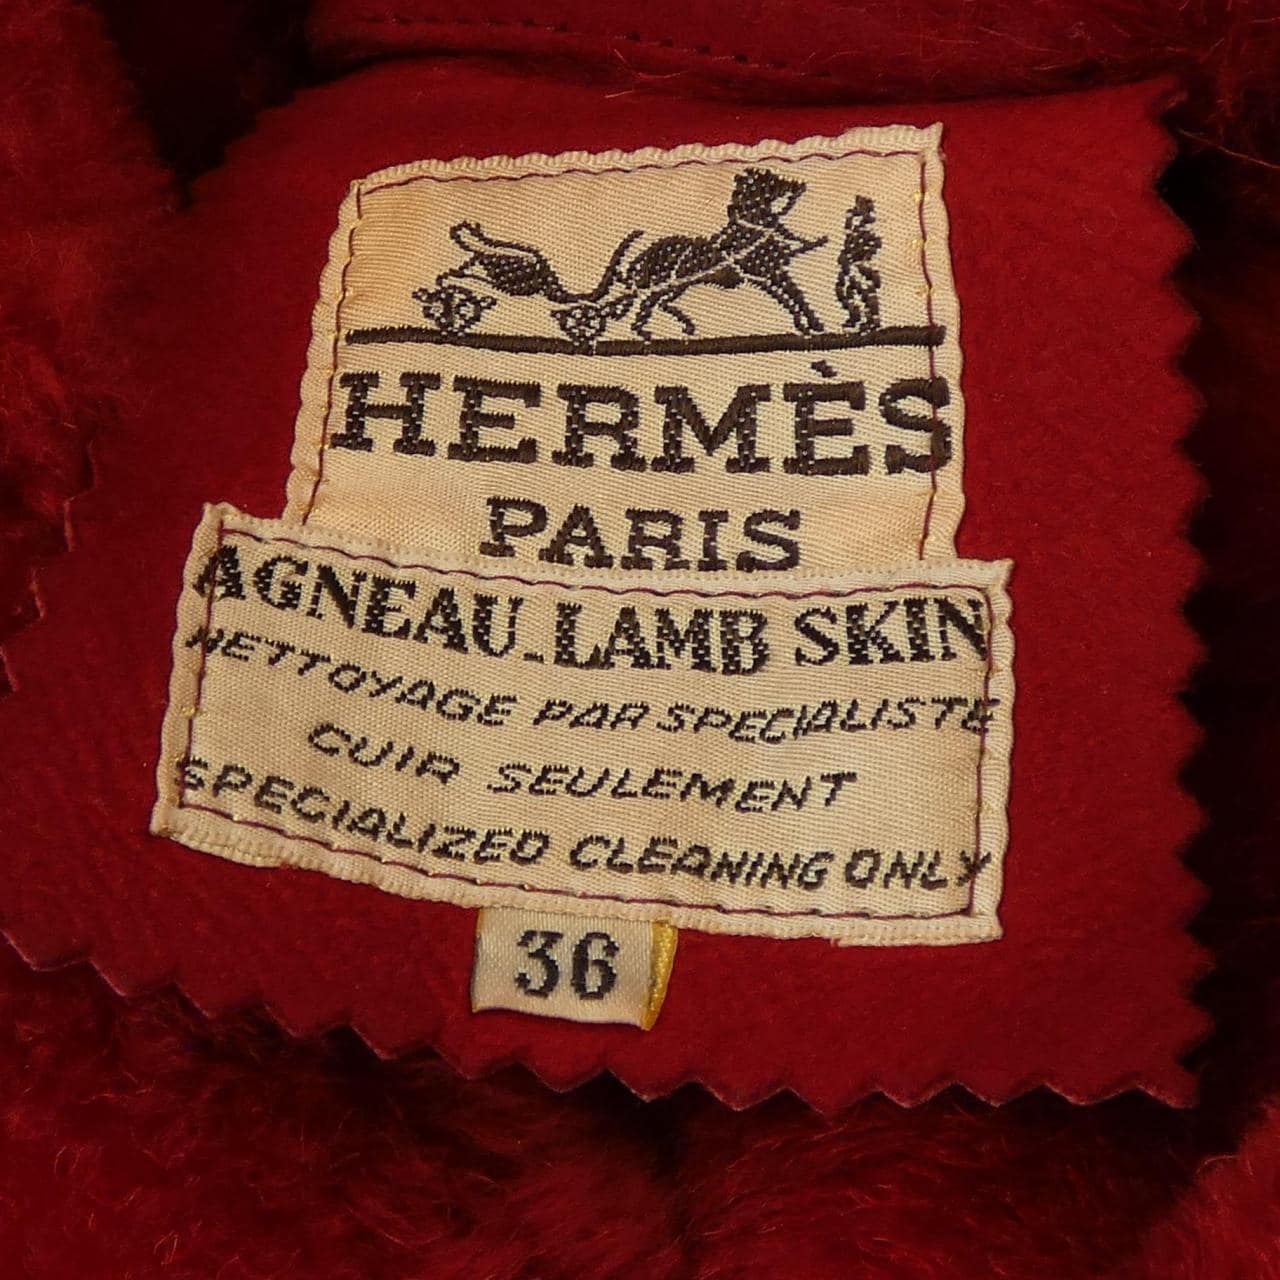 HERMÈS
PARIS
AGNEAU_LAMB SKIN
NETTOYAGE PAR SPECIALISTE
CUIR SEULEMENT
SPECIALIZED CLEANING ONLY
36